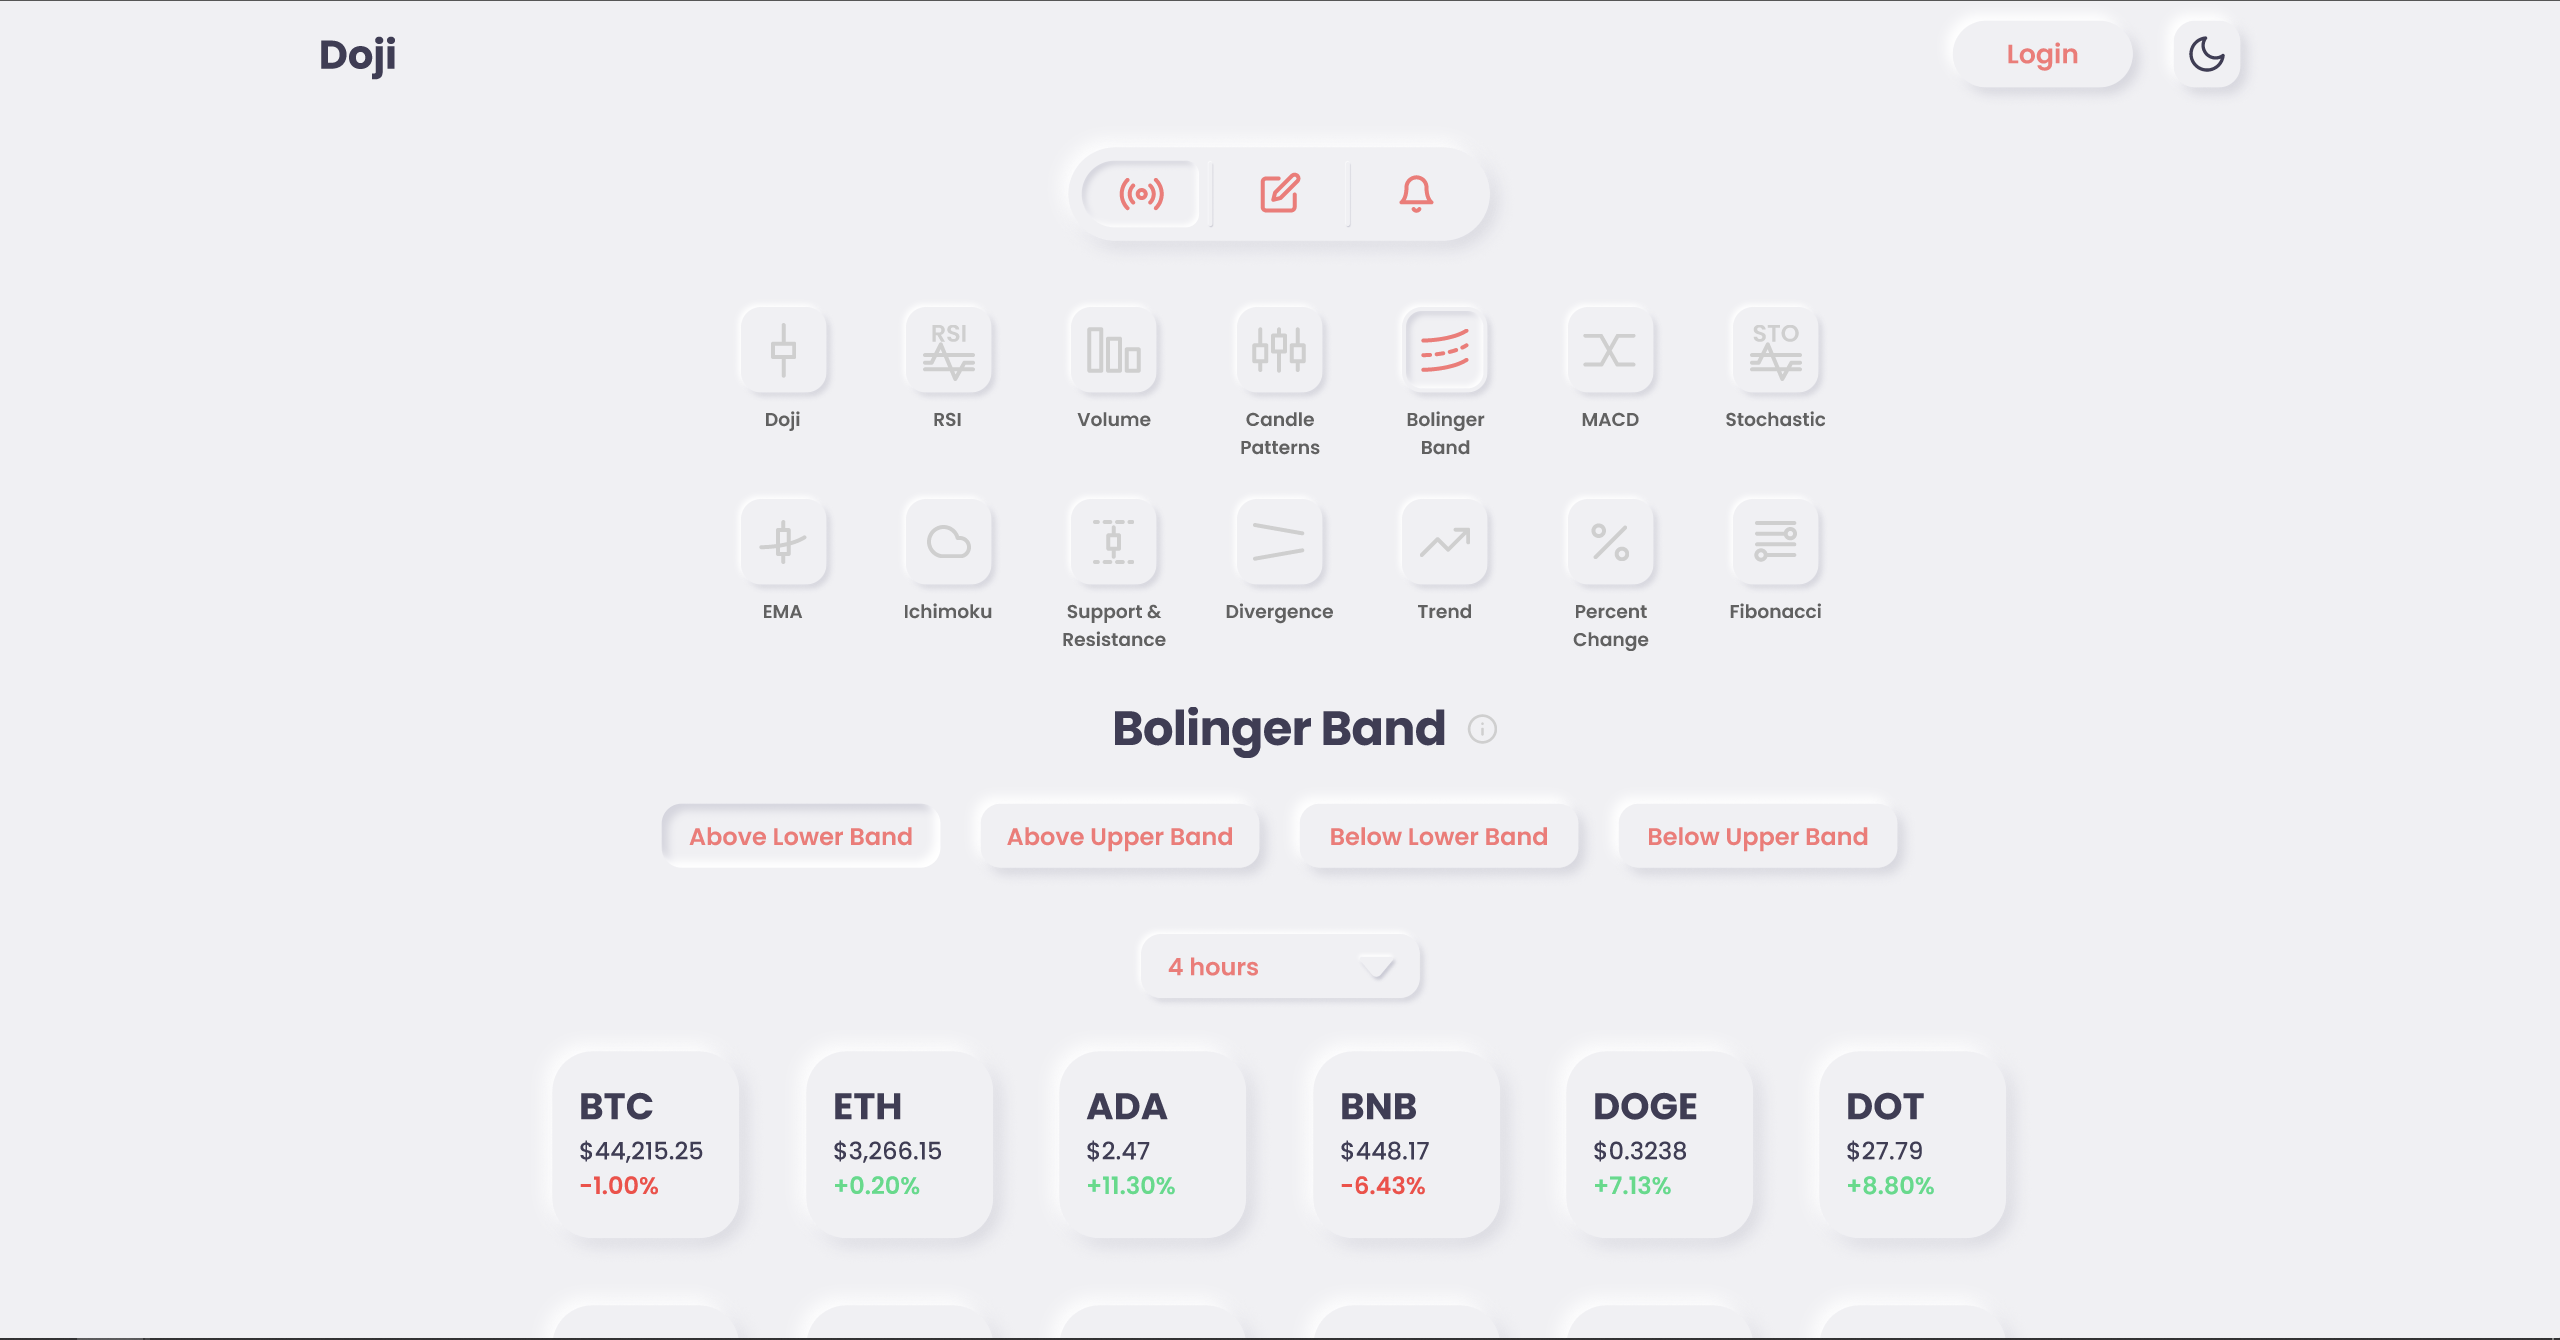 Doji
Login
RSI
STO
Doji
RSI
Volume
Candle
Patterns
Bolinger
Band
MACD
Stochastic
EMA
Ichimoku
Support &
Resistance
Divergence
Trend
Percent
Change
Fibonacci
Bolinger Band
Above Lower Band
Above Upper Band
Below Lower Band
Below Upper Band
4 hours
BTC
$44,215.25
-1.00%
ETH
$3,266.15
+0.20%
ADA
$2.47
+11.30%
BNB
$448.17
-6.43%
DOGE
$0.3238
+7.13%
DOT
$27.79
+8.80%